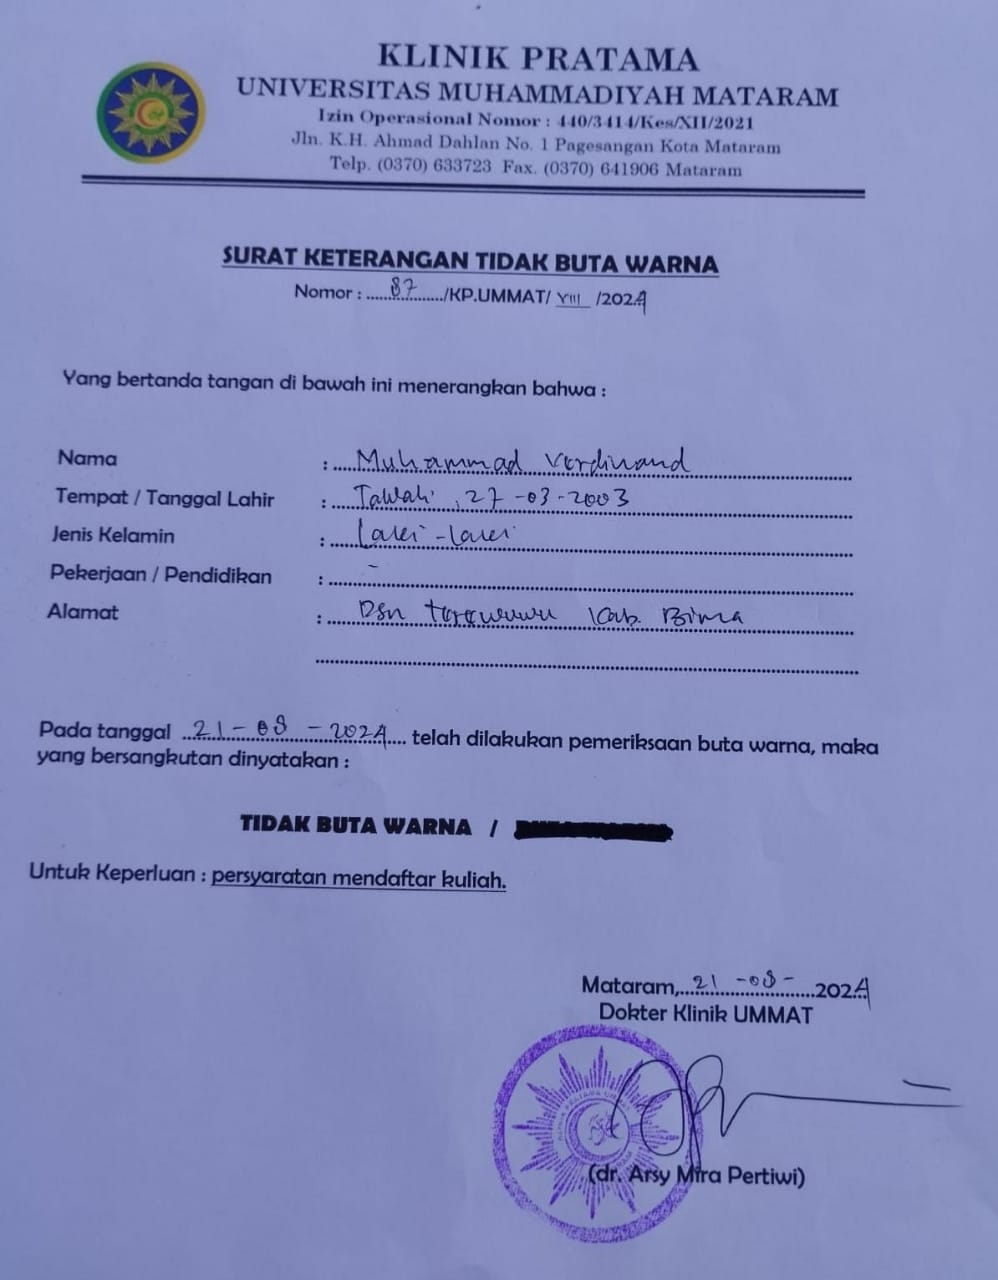 KLINIK PRATAMA
UNIVERSITAS MUHAMMADIYAH MATARAM
Izin Operasional Nomor : 440/3414/Kes/XII/2021
Jln. K.H. Ahmad Dahlan No. 1 Pagesangan Kota Mataram
Telp. (0370) 633723 Fax. (0370) 641906 Mataram
SURAT KETERANGAN TIDAK BUTA WARNA
Nomor : ......87......./KP.UMMAT/ VIII /2024
Yang bertanda tangan di bawah ini menerangkan bahwa :
Nama : Muhammad Verdinand
Tempat / Tanggal Lahir : Tawali, 27-03-2003
Jenis Kelamin : Laki-Laki
Pekerjaan / Pendidikan : -
Alamat : Dsn Kab. Bima
Pada tanggal 21-08-2024 telah dilakukan pemeriksaan buta warna, maka
yang bersangkutan dinyatakan :
TIDAK BUTA WARNA /
Untuk Keperluan : persyaratan mendaftar kuliah.
Mataram, 21-08-2024
Dokter Klinik UMMAT
(dr. Arsy Mira Pertiwi)